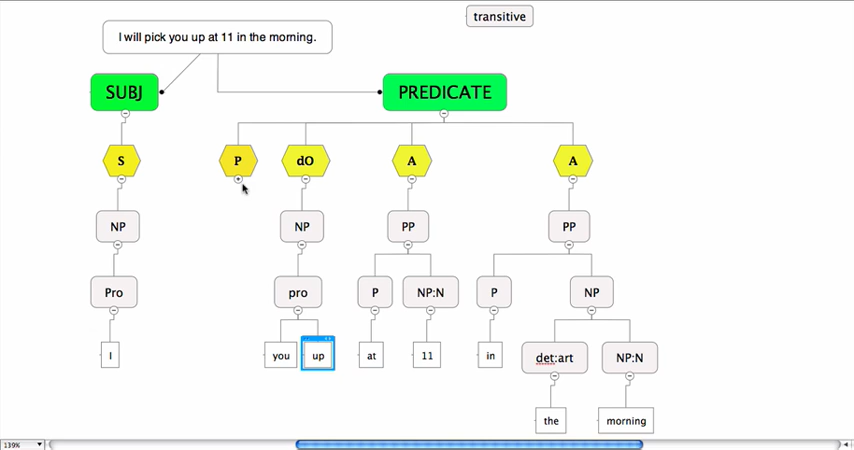 transitive
I will pick you up at 11 in the morning.
SUBJ
PREDICATE
S
P
dO
A
A
NP
NP
PP
PP
Pro
pro
P
NP:N
P
NP
I
you
up
at
11
in
det:art
NP:N
the
morning
139%